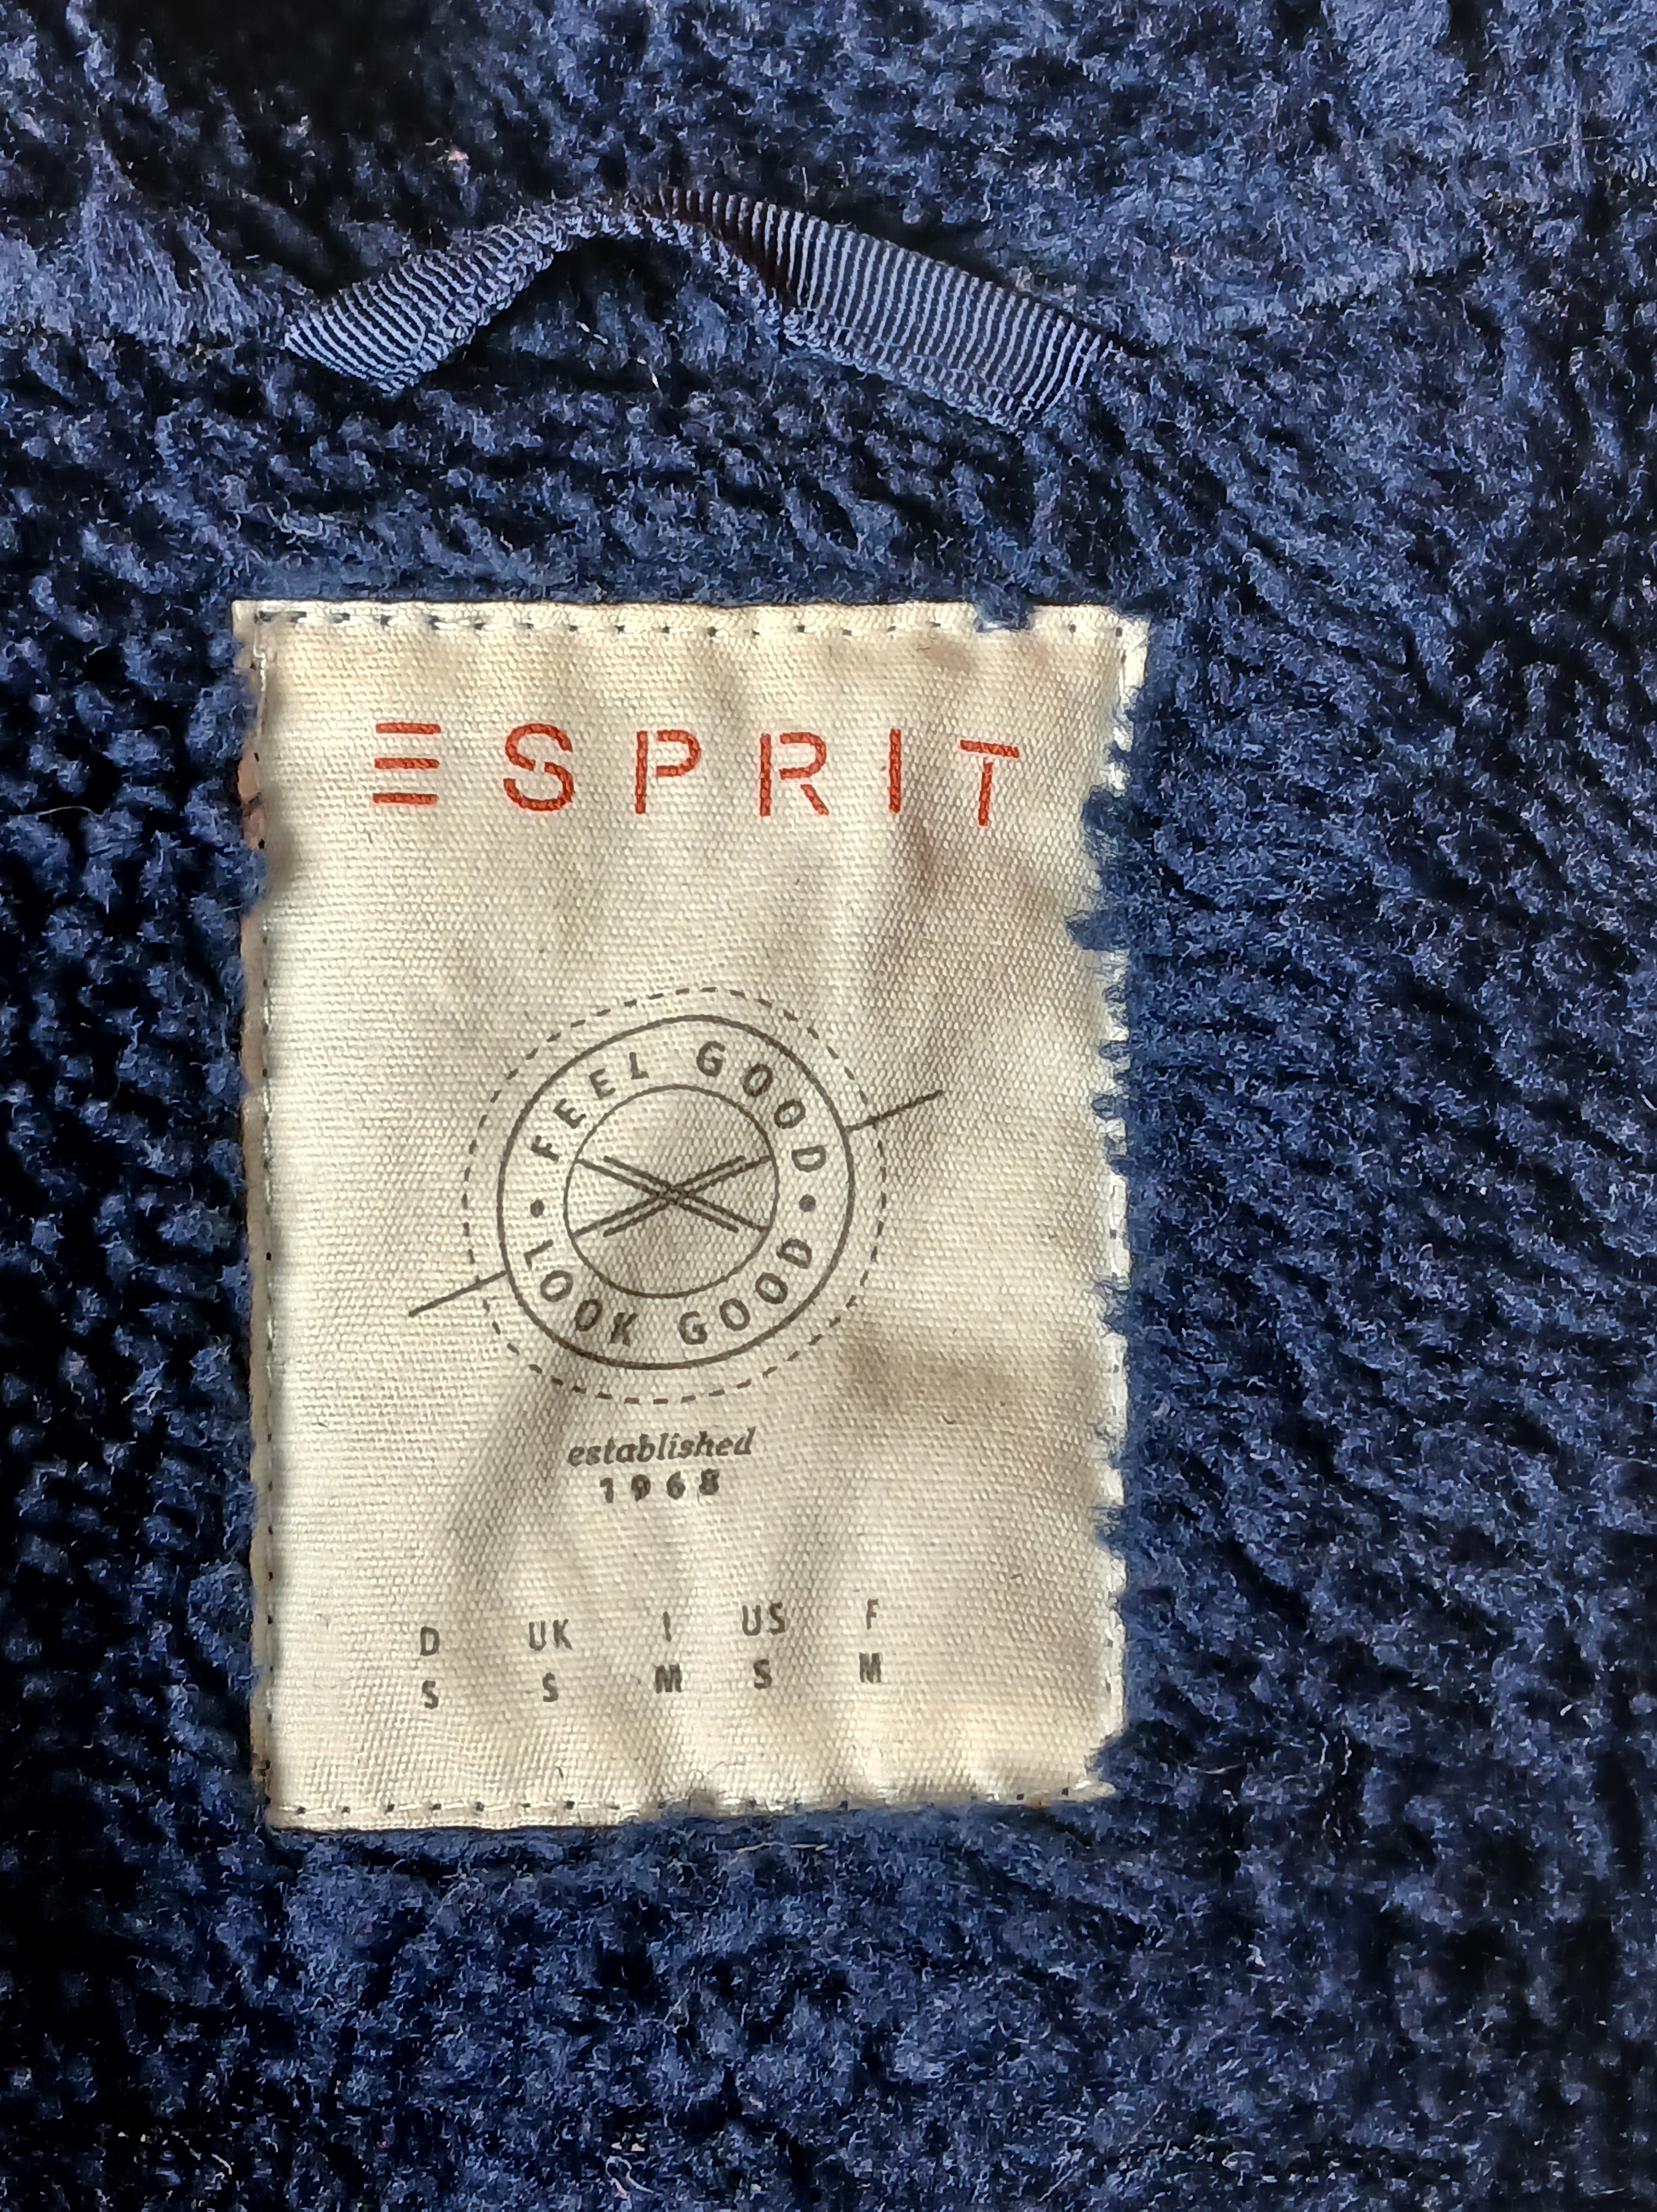 ESPRIT
FEEL GOOD
LOOK GOOD
established
1968
D UK I US F
S S M S M